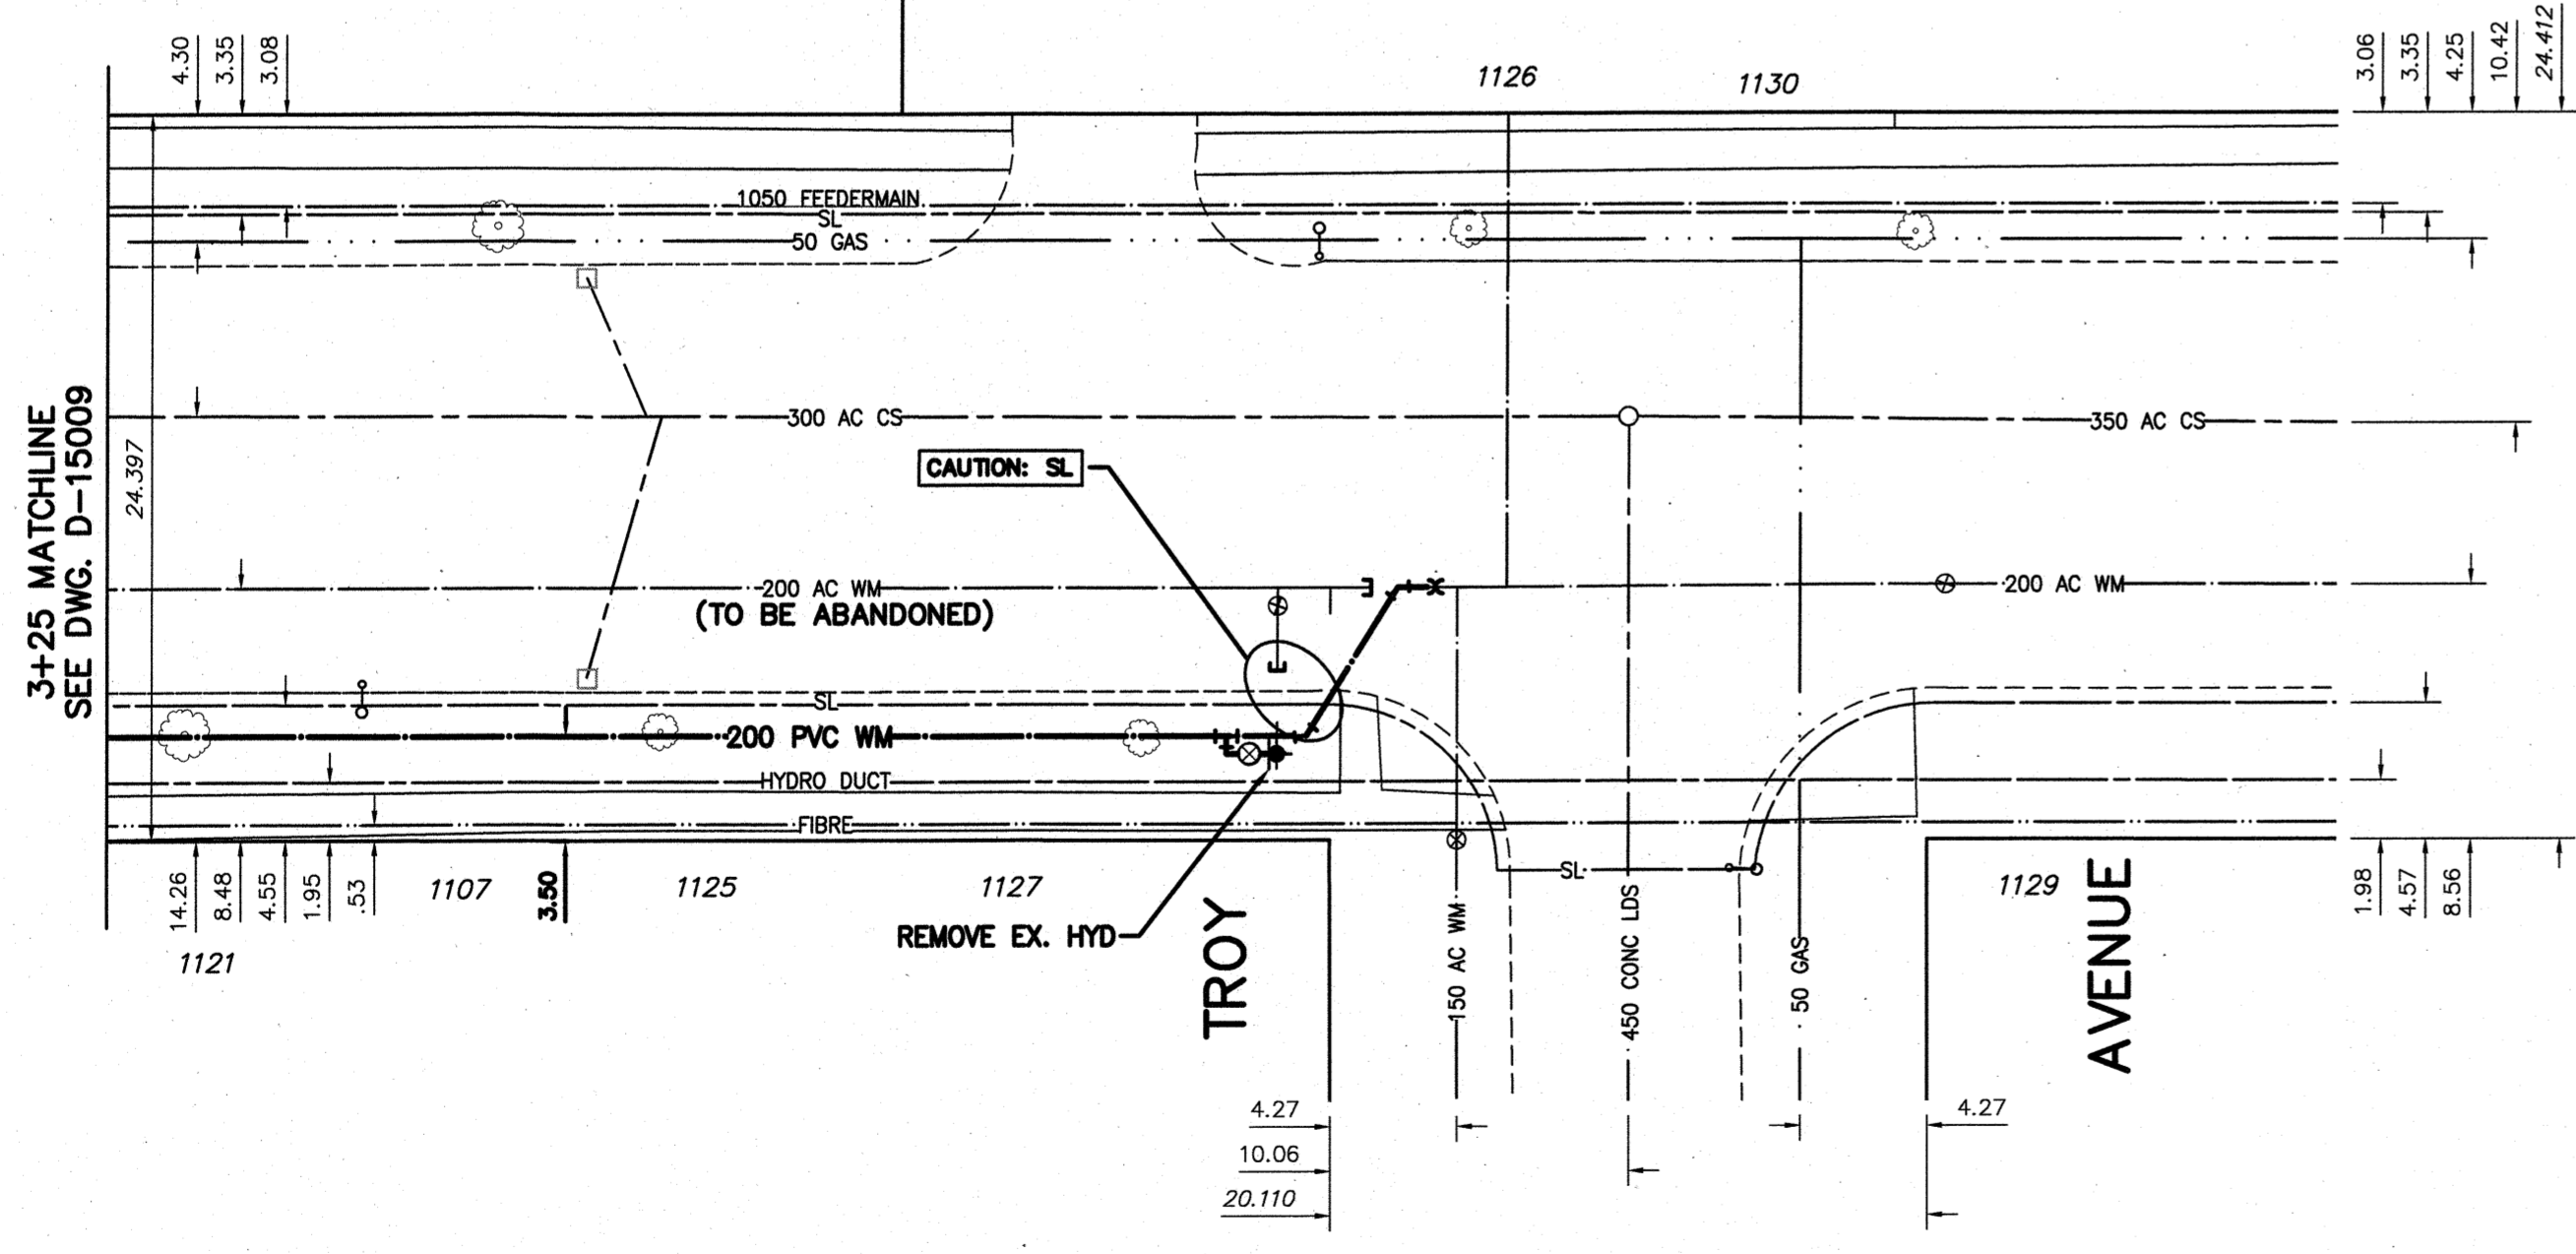 4.30
3.35
3.08
1126
1130
3.06
3.35
4.25
10.42
24.412
1050 FEEDERMAIN
SL
50 GAS
3+25 MATCHLINE
SEE DWG. D-15009
24.397
300 AC CS
350 AC CS
CAUTION: SL
200 AC WM
(TO BE ABANDONED)
200 AC WM
SL
200 PVC WM
HYDRO DUCT
FIBRE
14.26
8.48
4.55
1.95
.53
1107
3.50
1125
1127
SL
1129
1.98
4.57
8.56
1121
REMOVE EX. HYD
TROY
150 AC WM
450 CONC LDS
50 GAS
AVENUE
4.27
4.27
10.06
20.110